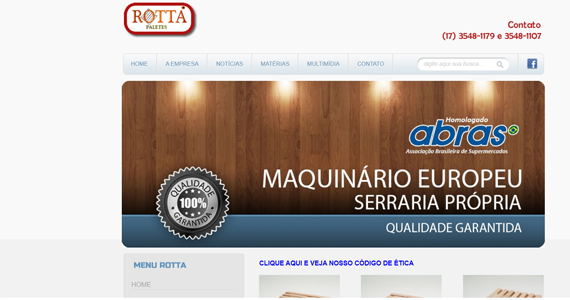 ROTTA
PALETES
Contato
(17) 3548-1179 e 3548-1107
HOME A EMPRESA NOTÍCIAS MATÉRIAS MULTIMÍDIA CONTATO digite aqui sua busca...
Homologado
abras
Associação Brasileira de Supermercados
MAQUINÁRIO EUROPEU
SERRARIA PRÓPRIA
QUALIDADE GARANTIDA
QUALIDADE
100%
GARANTIDA
MENU ROTTA
HOME
CLIQUE AQUI E VEJA NOSSO CÓDIGO DE ÉTICA